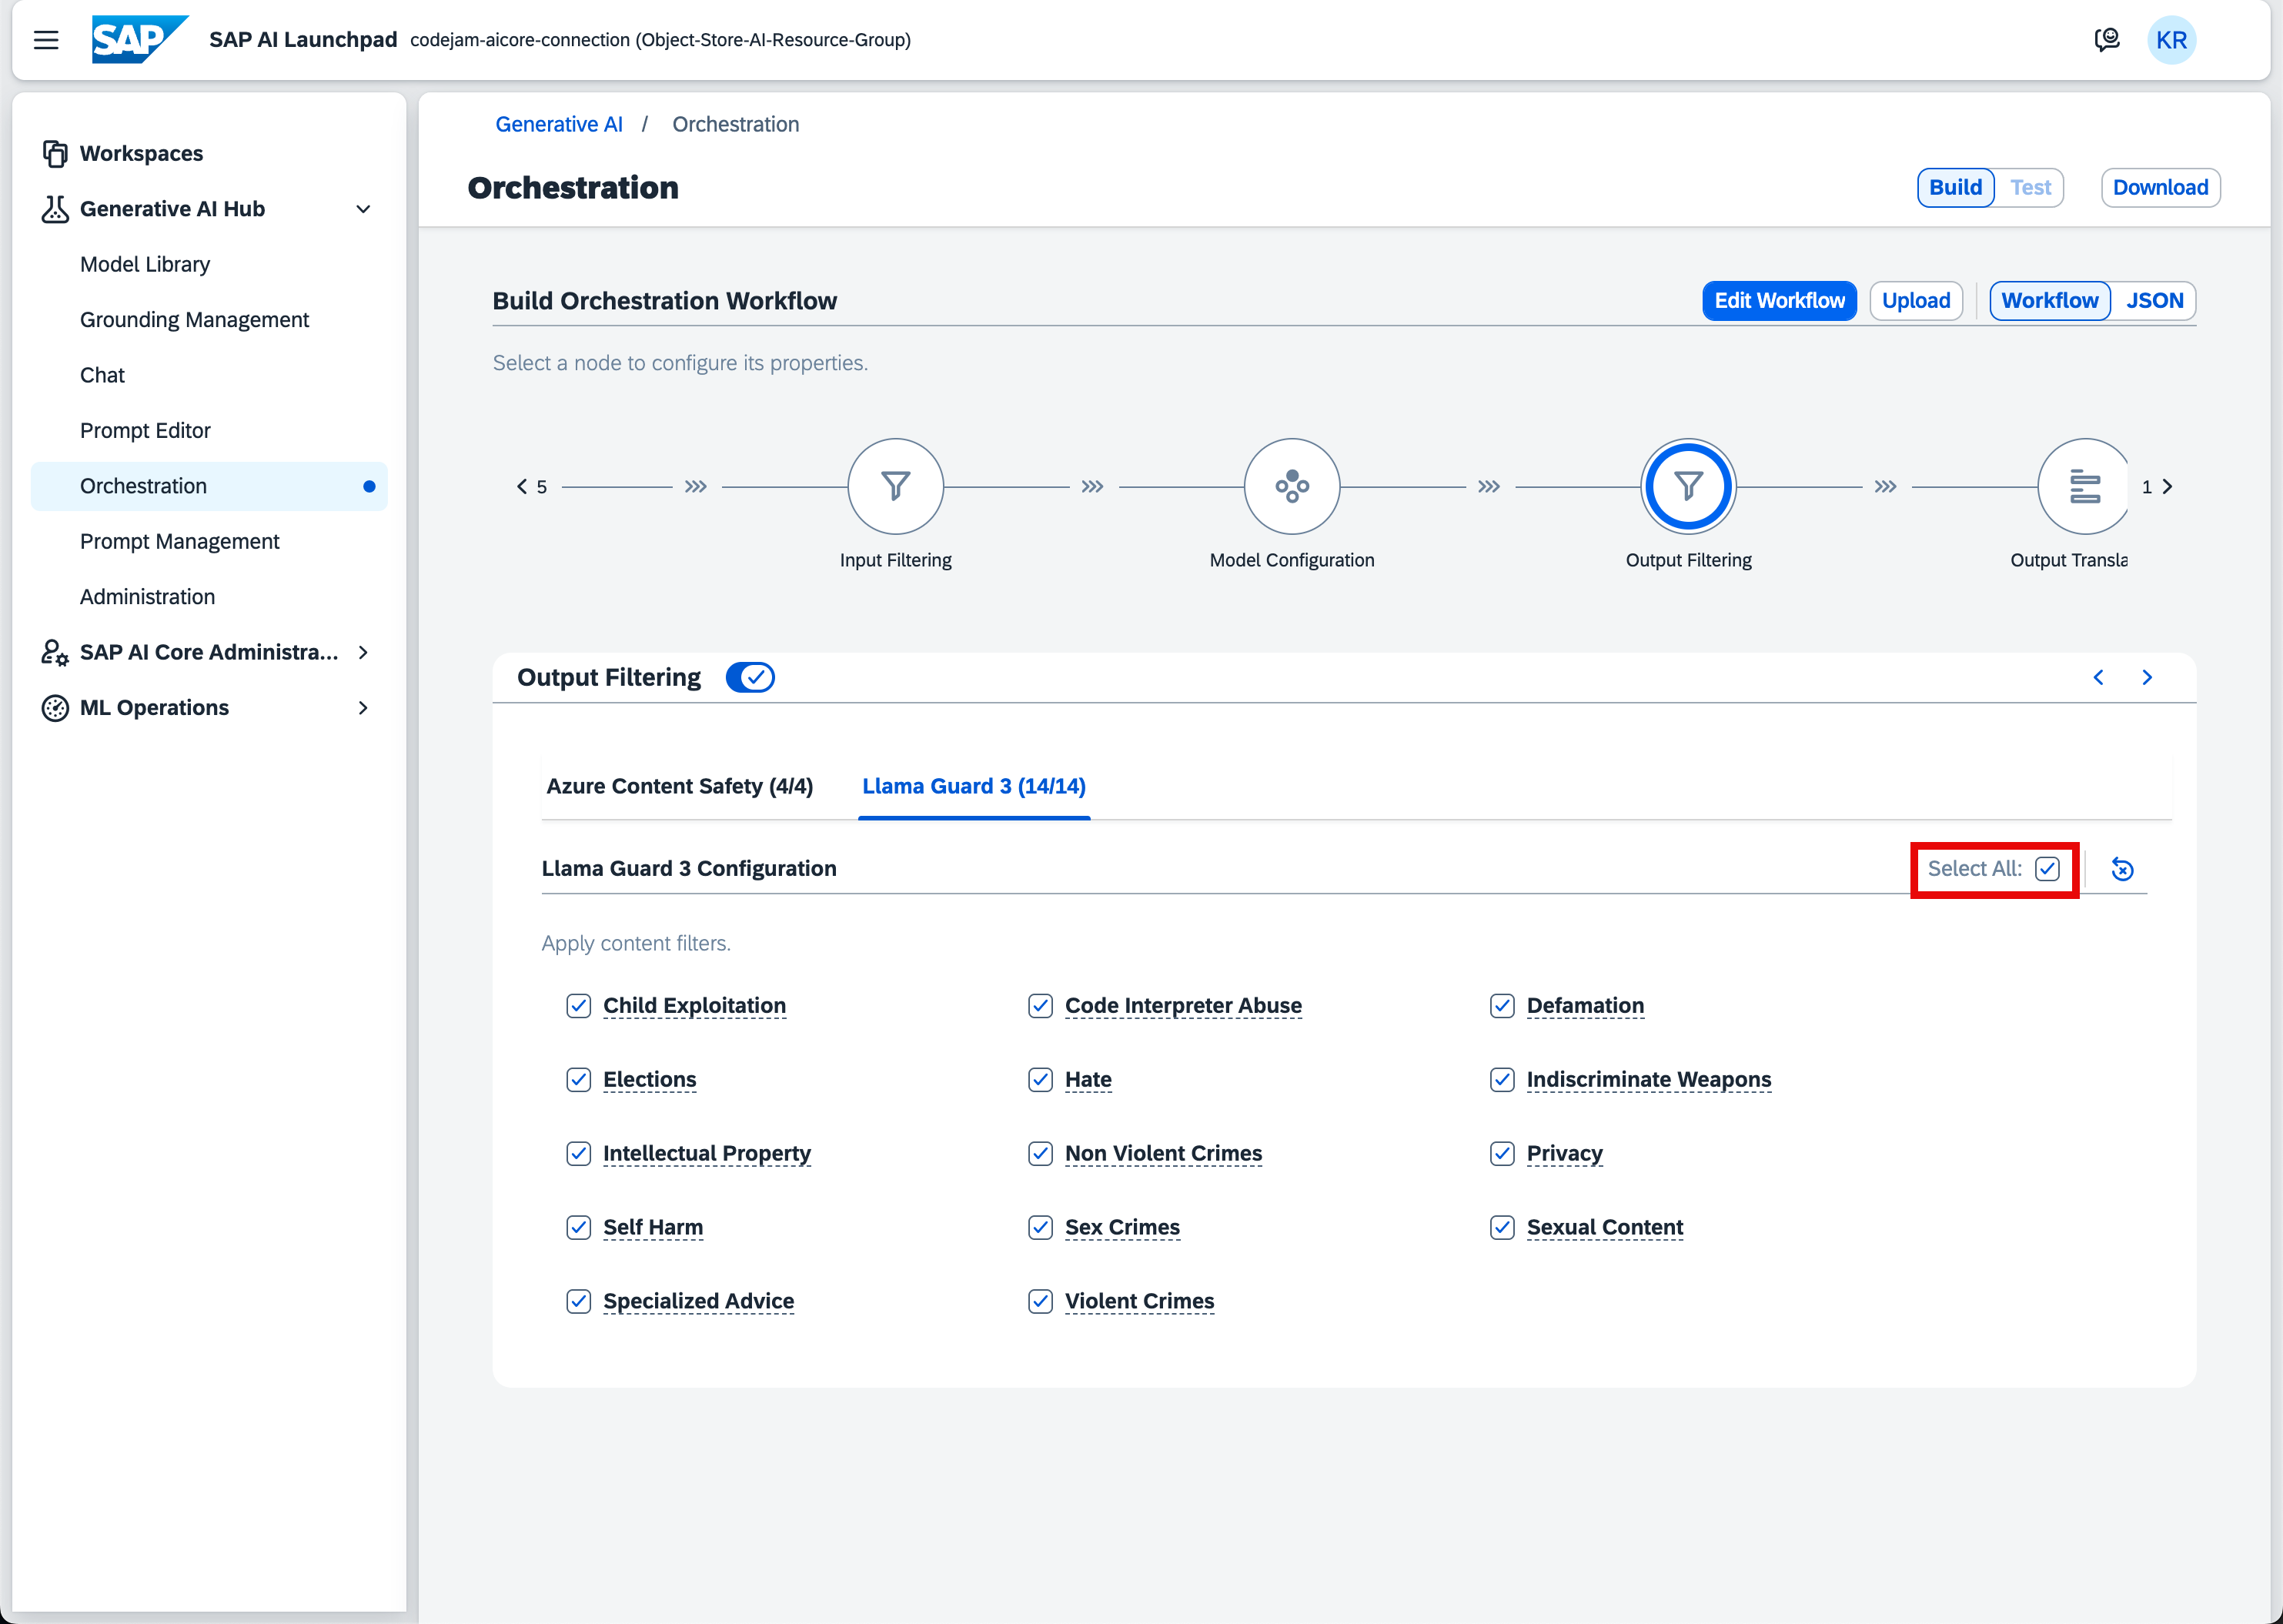 SAP SAP AI Launchpad codejam-aicore-connection (Object-Store-AI-Resource-Group) KR
Workspaces
Generative AI Hub
Model Library
Grounding Management
Chat
Prompt Editor
Orchestration
Prompt Management
Administration
SAP AI Core Administra...
ML Operations
Generative AI / Orchestration
Orchestration Build Test Download
Build Orchestration Workflow Edit Workflow Upload Workflow JSON
Select a node to configure its properties.
5 1
Input Filtering Model Configuration Output Filtering Output Transla
Output Filtering
Azure Content Safety (4/4) Llama Guard 3 (14/14)
Llama Guard 3 Configuration Select All:
Apply content filters.
Child Exploitation Code Interpreter Abuse Defamation
Elections Hate Indiscriminate Weapons
Intellectual Property Non Violent Crimes Privacy
Self Harm Sex Crimes Sexual Content
Specialized Advice Violent Crimes